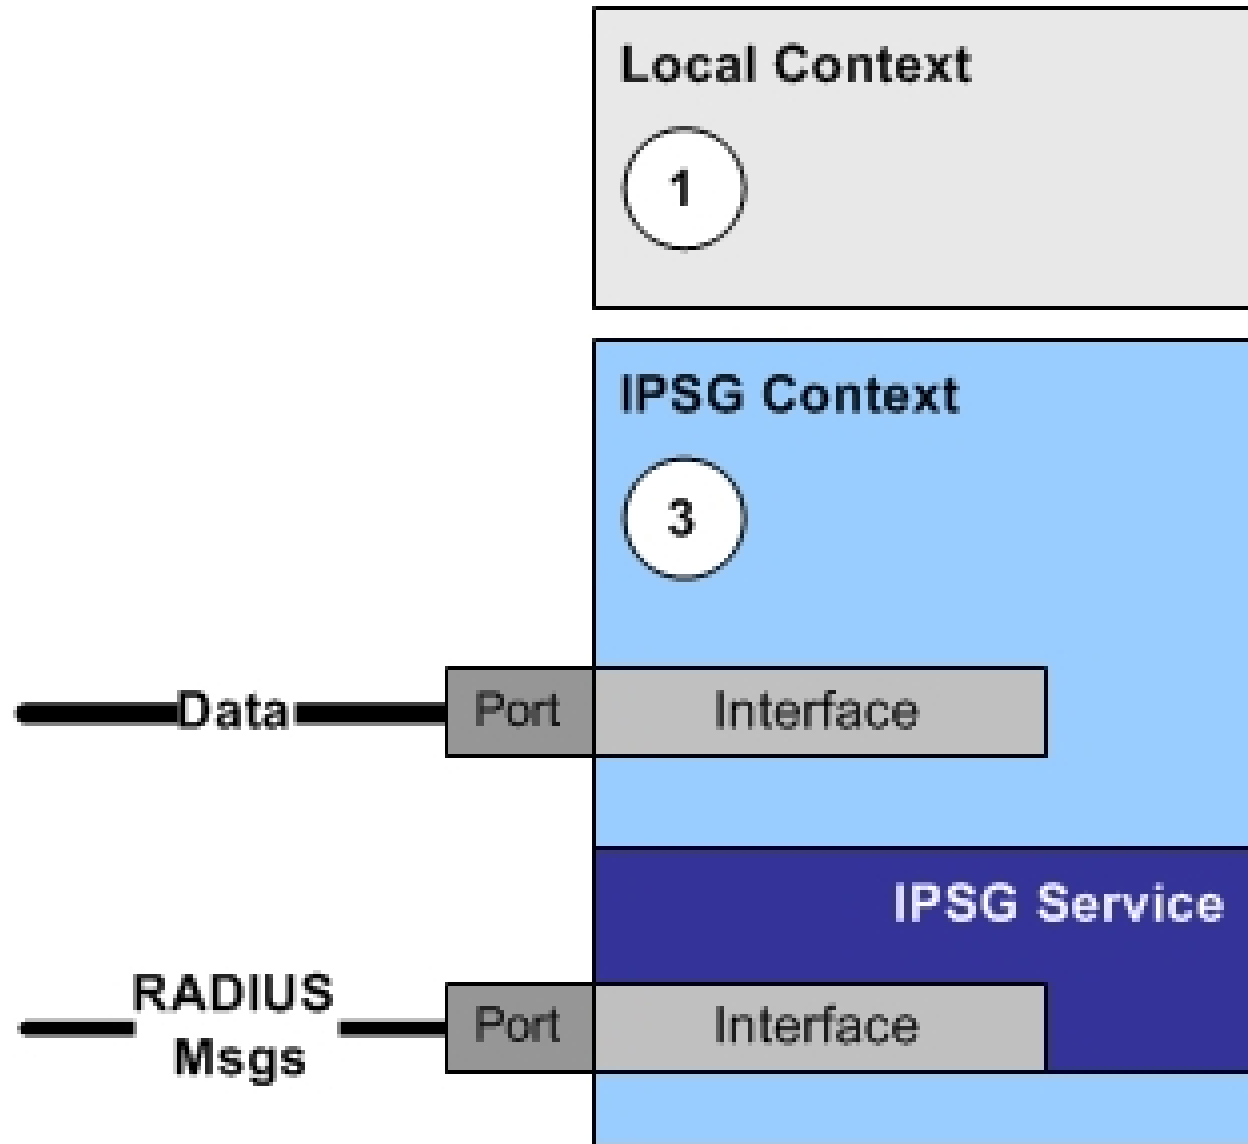 Local Context
1
IPSG Context
3
Data
Port
Interface
IPSG Service
RADIUS
Msgs
Port
Interface